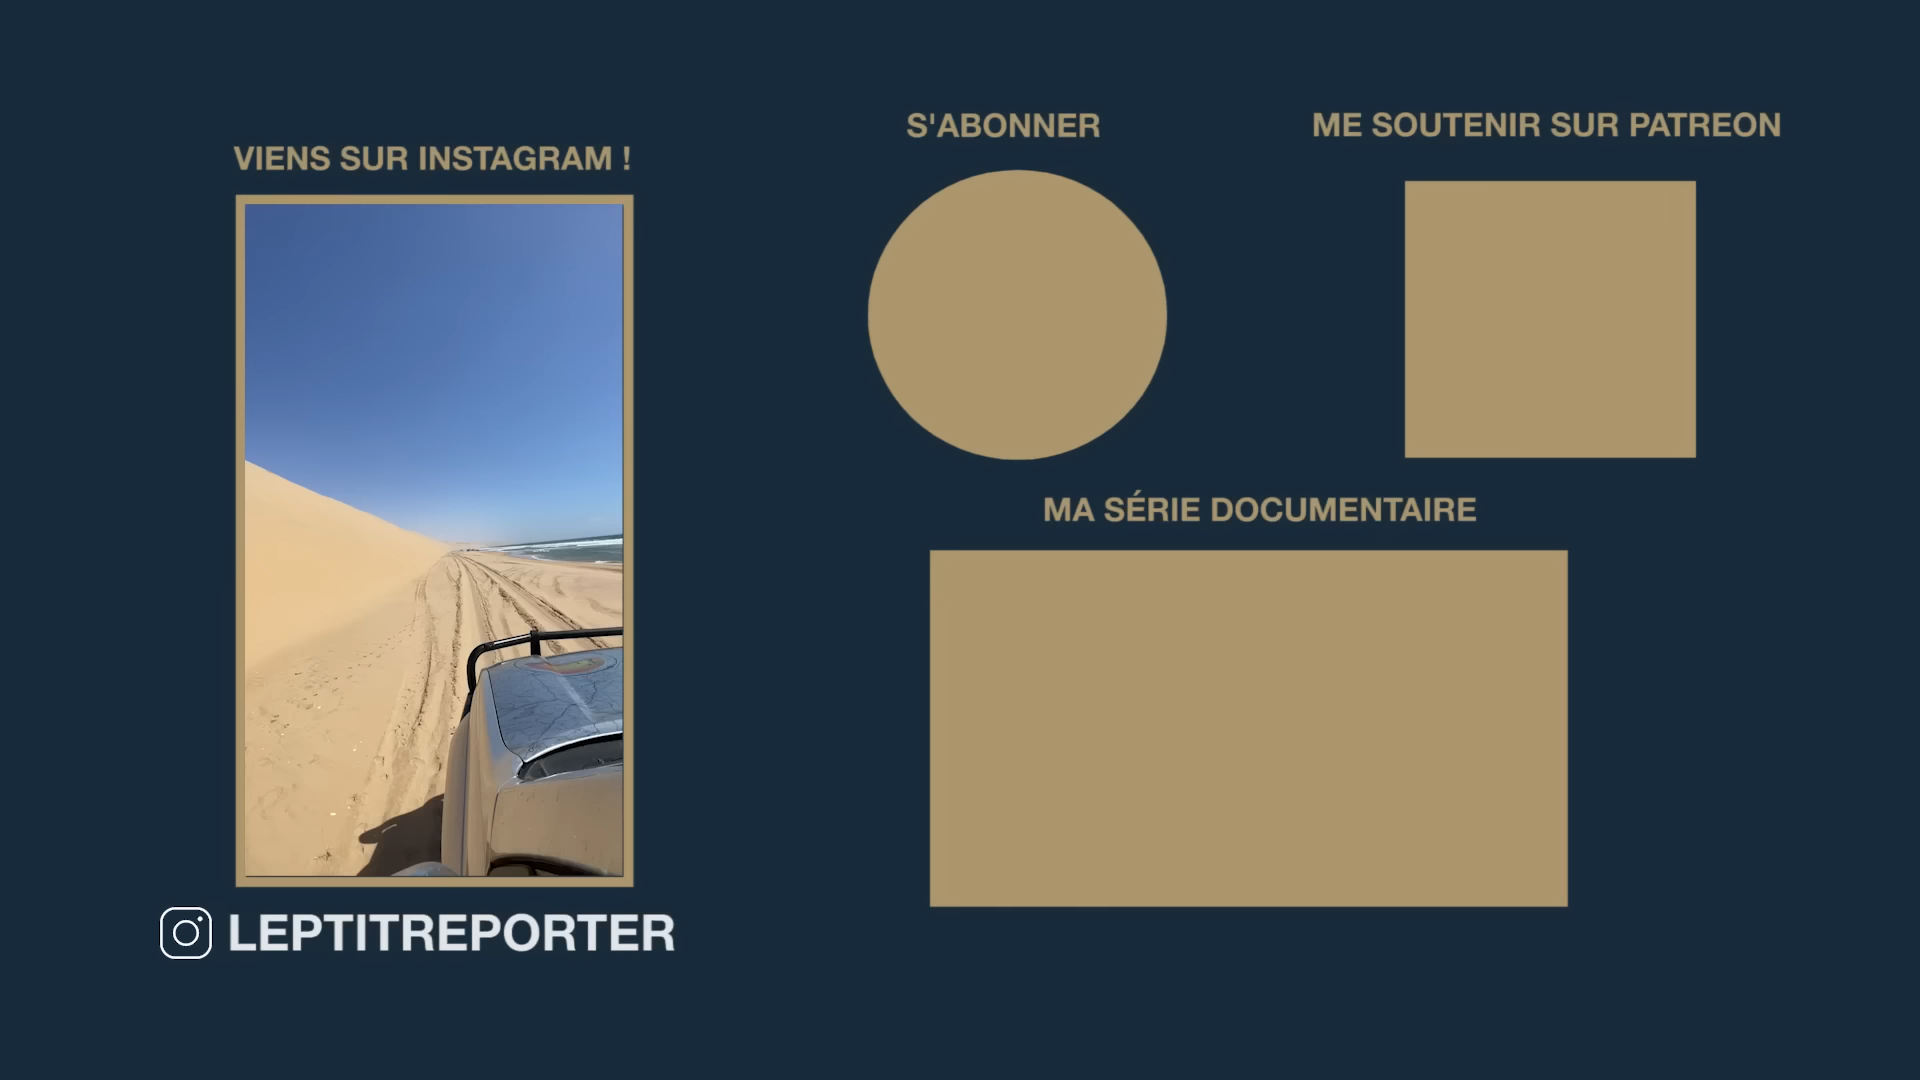 VIENS SUR INSTAGRAM !
LEPTITREPORTER
S'ABONNER
ME SOUTENIR SUR PATREON
MA SÉRIE DOCUMENTAIRE